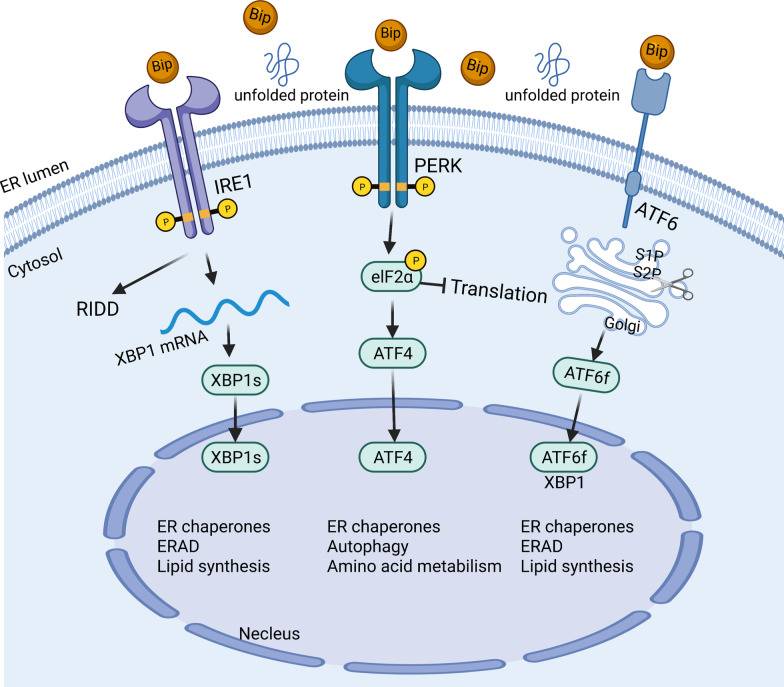 Bip
Bip
Bip
Bip
Bip
unfolded protein
unfolded protein
ER lumen
Cytosol
IRE1
P
P
PERK
P
P
ATF6
RIDD
XBP1 mRNA
XBP1s
XBP1s
P
eIF2α
Translation
ATF4
ATF4
S1P
S2P
Golgi
ATF6f
ATF6f
XBP1
ER chaperones
ERAD
Lipid synthesis
ER chaperones
Autophagy
Amino acid metabilism
ER chaperones
ERAD
Lipid synthesis
Necleus